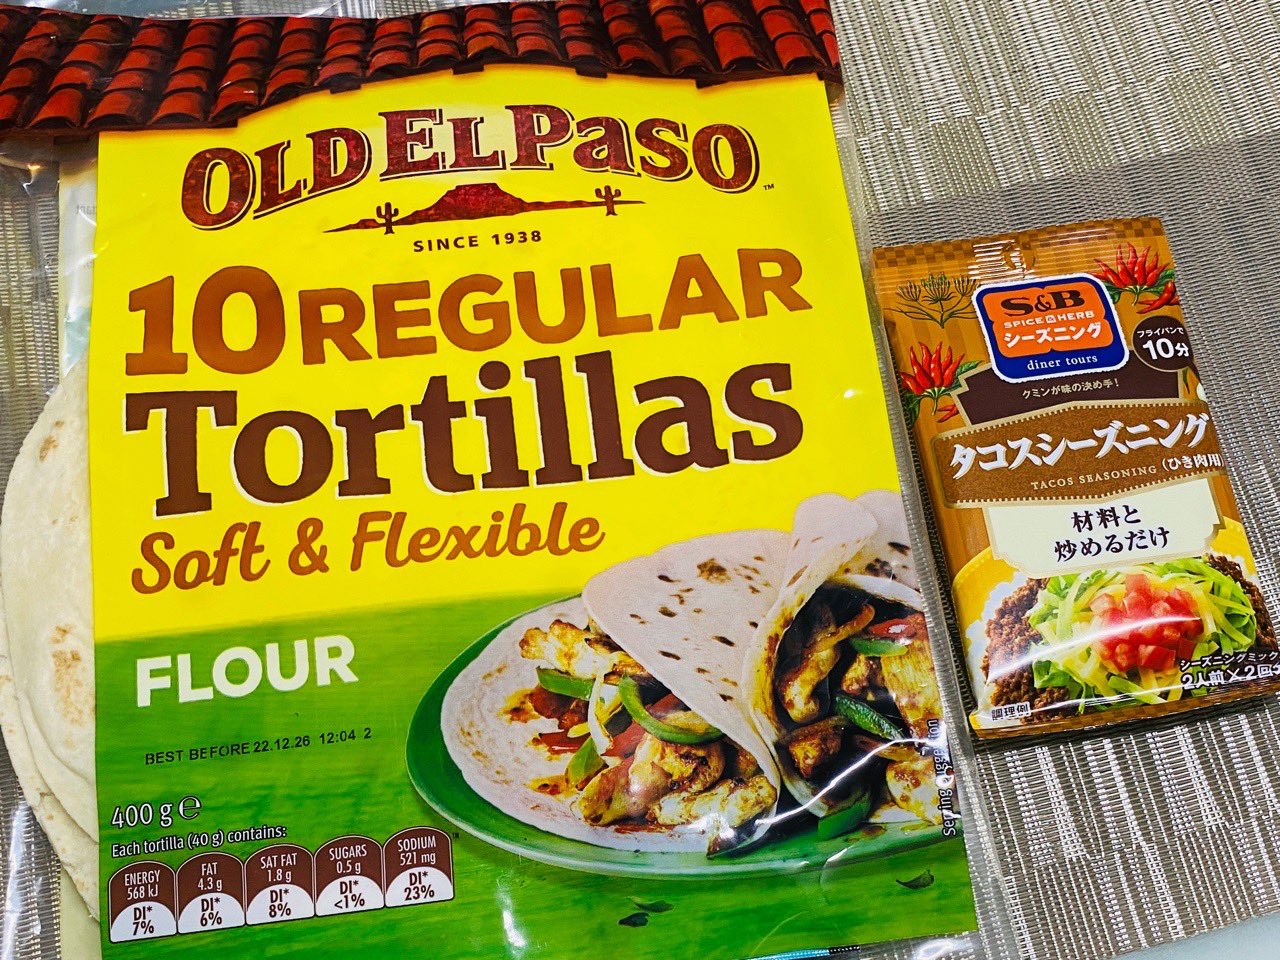 OLD EL PASO
™
SINCE 1938
10 REGULAR
Tortillas
Soft & Flexible
FLOUR
BEST BEFORE 22.12.26 12:04 2
400 g ℮
Each tortilla (40 g) contains:
ENERGY
568 kJ
DI*
7%
FAT
4.3 g
DI*
6%
SAT FAT
1.8 g
DI*
8%
SUGARS
0.5 g
DI*
<1%
SODIUM
521 mg
DI*
23%
™
Serving suggestion
S&B
SPICE & HERB
シーズニング
diner tours
フライパンで
10分
クミンが味の決め手!
タコスシーズニング
TACOS SEASONING (ひき肉用)
材料と
炒めるだけ
シーズニングミックス
2人前×2回
調理例